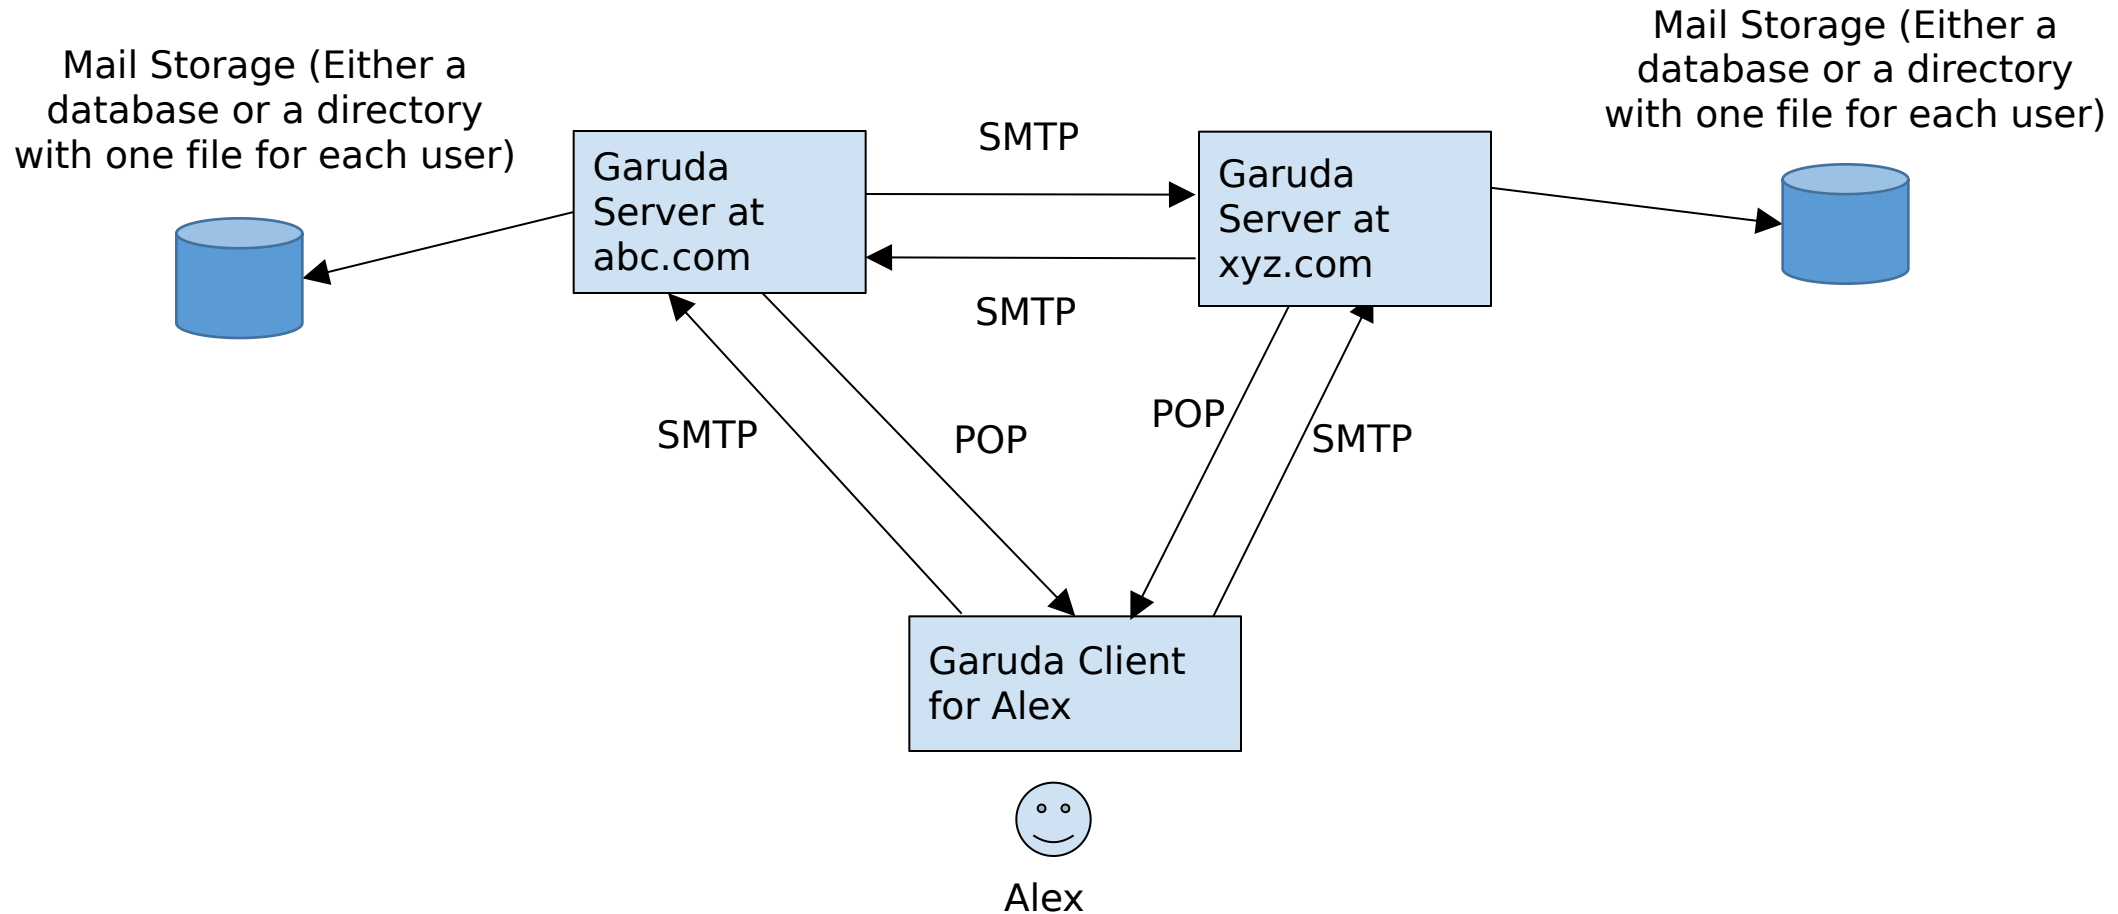 Mail Storage (Either a
database or a directory
with one file for each user)
Mail Storage (Either a
database or a directory
with one file for each user)
Garuda
Server at
abc.com
SMTP
SMTP
Garuda
Server at
xyz.com
SMTP
POP
POP
SMTP
Garuda Client
for Alex
Alex